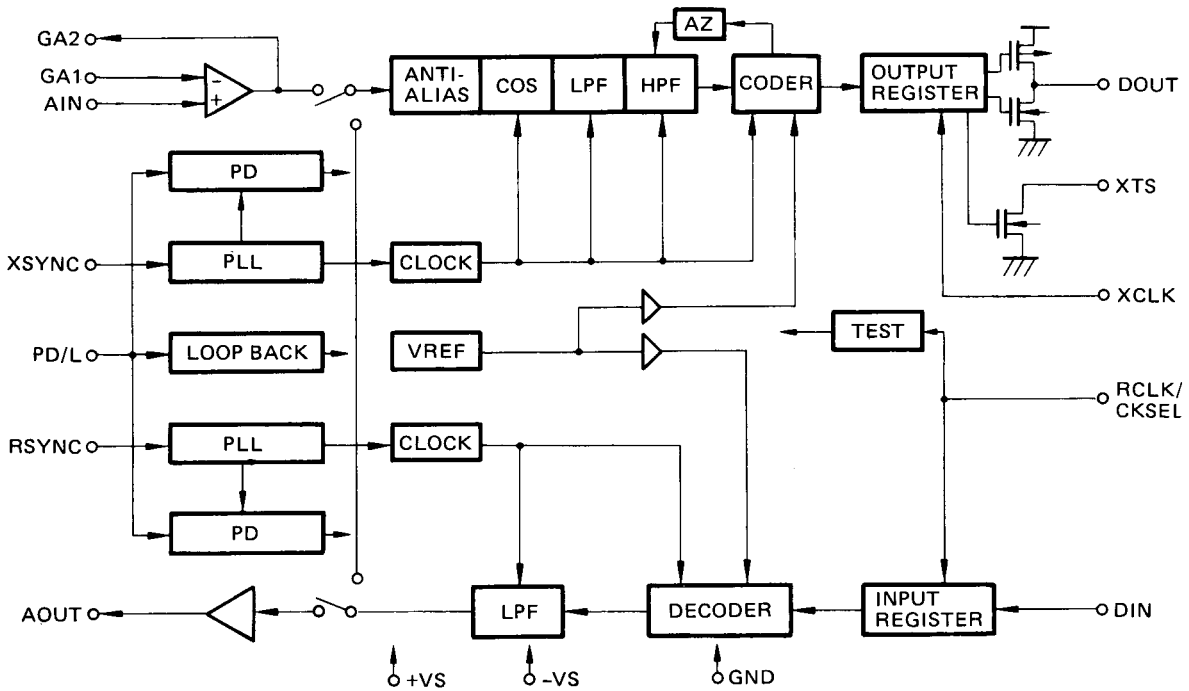 GA2
AZ
GA1
AIN
ANTI-
ALIAS
COS
LPF
HPF
CODER
OUTPUT
REGISTER
DOUT
PD
XTS
XSYNC
PLL
CLOCK
XCLK
TEST
PD/L
LOOP BACK
VREF
RCLK/
CKSEL
RSYNC
PLL
CLOCK
PD
AOUT
LPF
DECODER
INPUT
REGISTER
DIN
+VS
-VS
GND